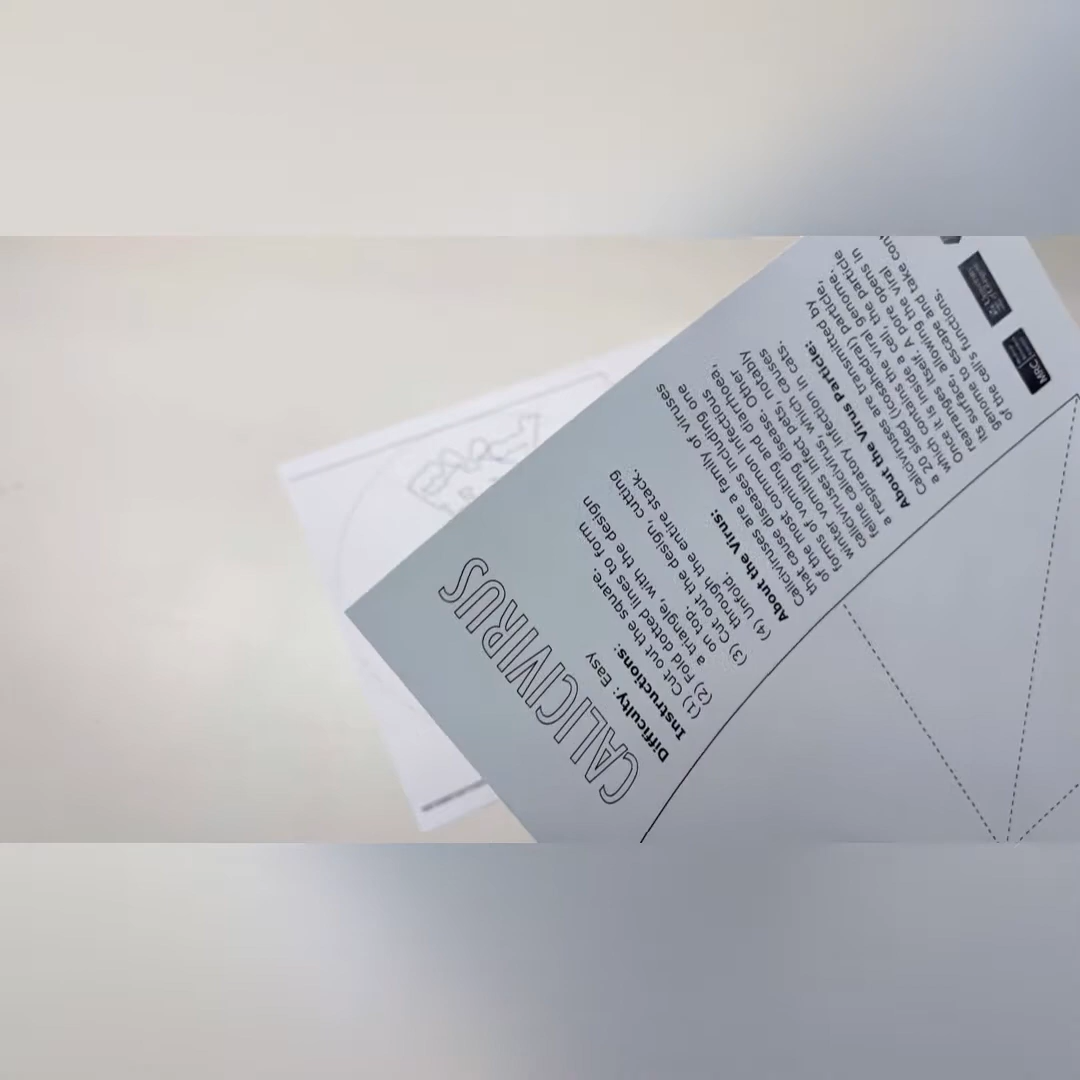 CALICIVIRUS
Difficulty: Easy
Instructions:
(1) Cut out the square.
(2) Fold dotted lines to form
a triangle, with the design
on top.
(3) Cut out the design, cutting
through the entire stack.
(4) Unfold.
About the Virus:
Caliciviruses are a family of viruses
that cause diseases including one
of the most common infectious
forms of vomiting and diarrhoea,
winter vomiting disease. Other
caliciviruses infect pets, notably
feline calicivirus, which causes
a respiratory infection in cats.
About the Virus Particle:
Caliciviruses are transmitted by
a 20 sided (icosahedral) particle,
which contains the viral genome.
Once it is inside a cell, the particle
rearranges itself. A pore opens in
its surface, allowing the viral
genome to escape and take con
of the cell's functions.
MRC